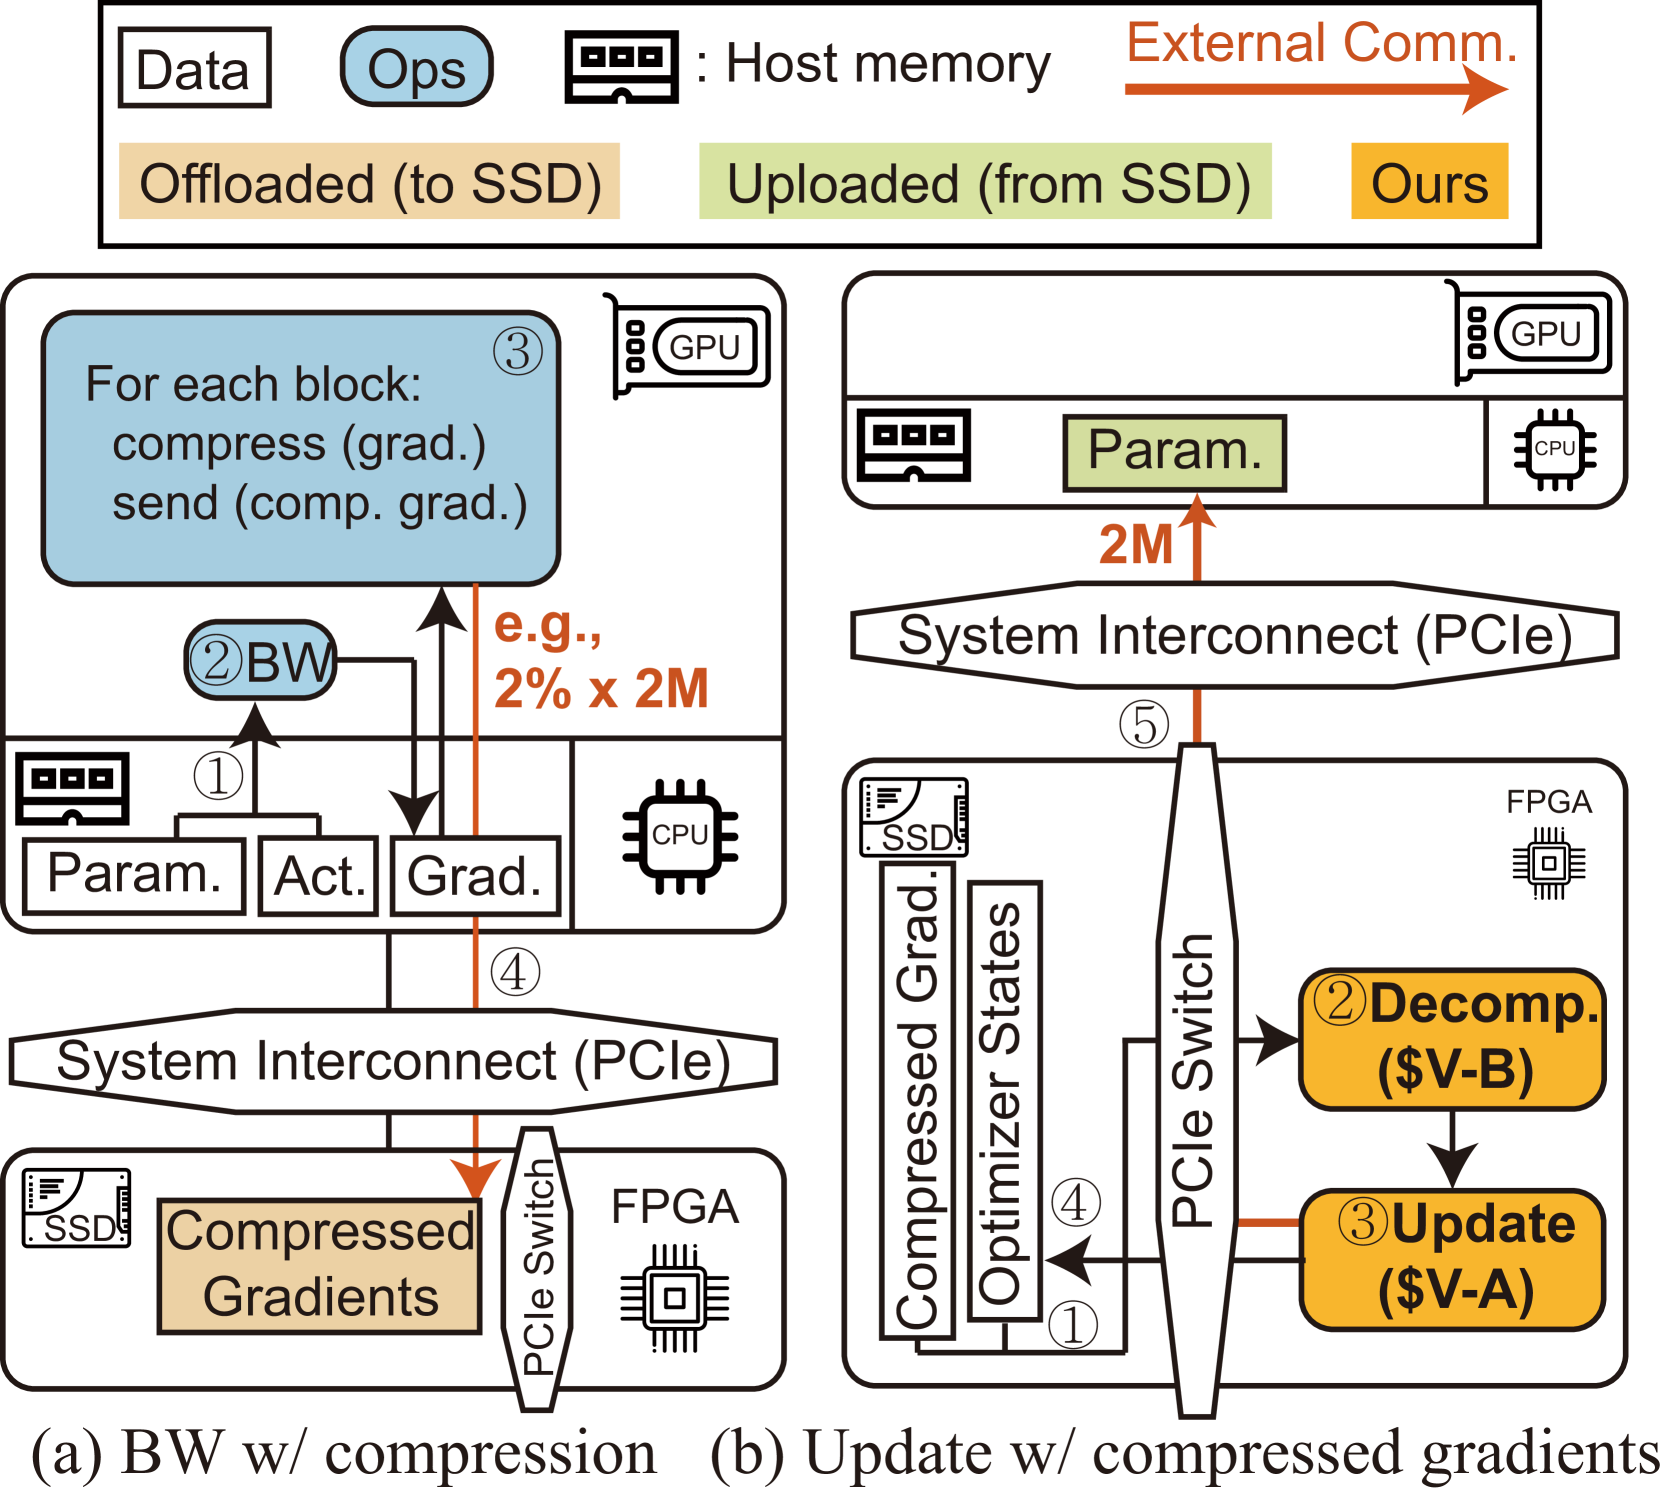 Data
Ops
: Host memory
External Comm.
Offloaded (to SSD)
Uploaded (from SSD)
Ours
③
GPU
For each block:
compress (grad.)
send (comp. grad.)
e.g.,
2% x 2M
②BW
①
CPU
Param.
Act.
Grad.
④
System Interconnect (PCIe)
SSD
Compressed
Gradients
PCIe Switch
FPGA
(a) BW w/ compression
GPU
Param.
CPU
2M
System Interconnect (PCIe)
⑤
SSD
FPGA
Compressed Grad.
Optimizer States
PCIe Switch
②Decomp.
($V-B)
④
③Update
($V-A)
①
(b) Update w/ compressed gradients